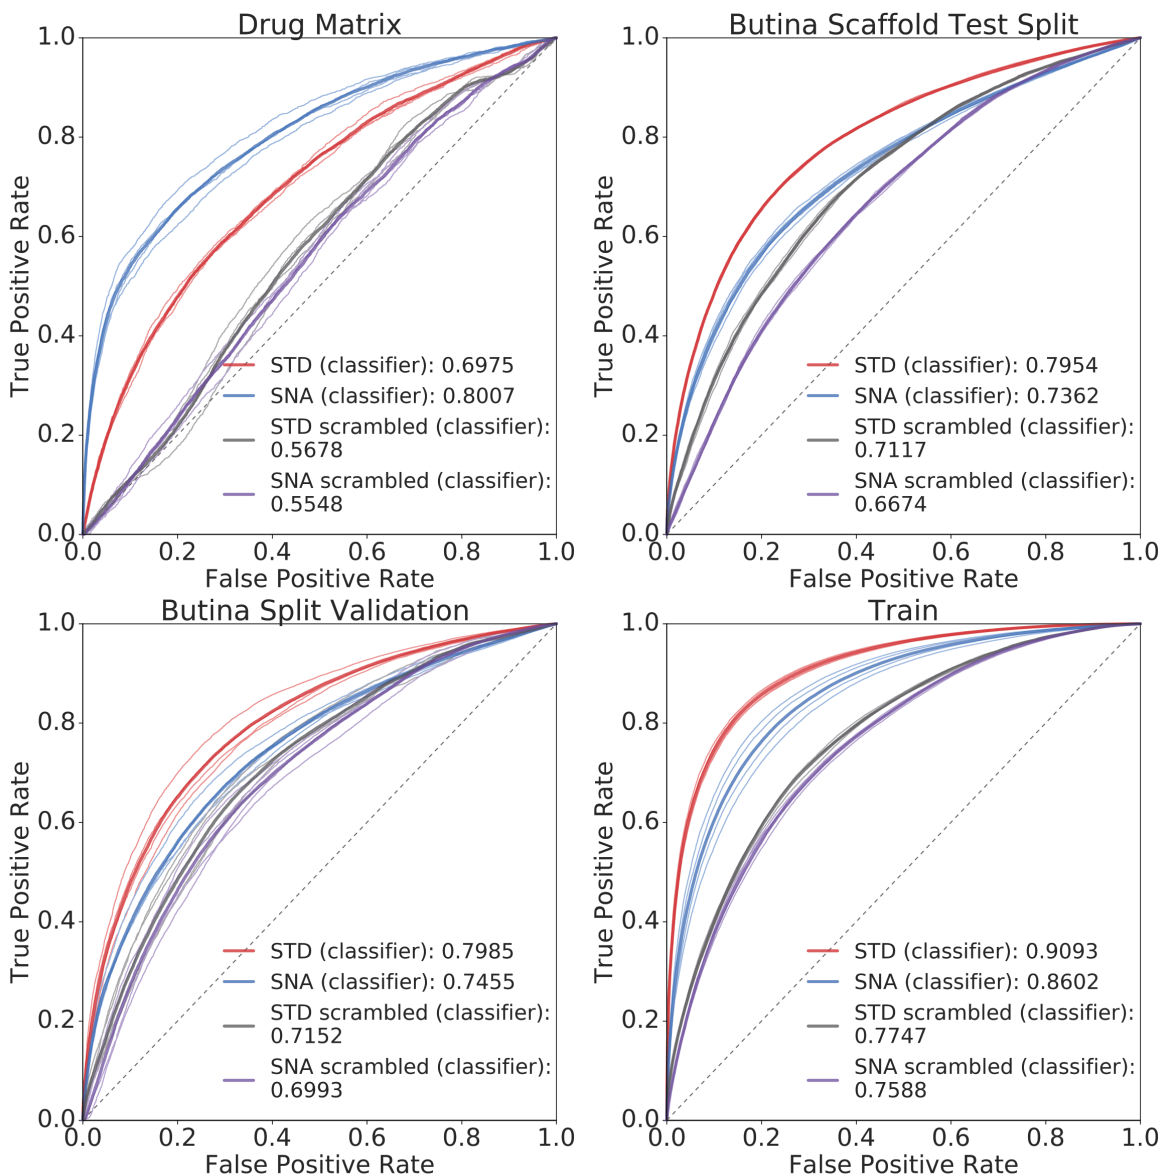 Drug Matrix
1.0
0.8
0.6
0.4
0.2
0.0
True Positive Rate
STD (classifier): 0.6975
SNA (classifier): 0.8007
STD scrambled (classifier):
0.5678
SNA scrambled (classifier):
0.5548
0.0 0.2 0.4 0.6 0.8 1.0
False Positive Rate
Butina Scaffold Test Split
1.0
0.8
0.6
0.4
0.2
0.0
True Positive Rate
STD (classifier): 0.7954
SNA (classifier): 0.7362
STD scrambled (classifier):
0.7117
SNA scrambled (classifier):
0.6674
0.0 0.2 0.4 0.6 0.8 1.0
False Positive Rate
Butina Split Validation
1.0
0.8
0.6
0.4
0.2
0.0
True Positive Rate
STD (classifier): 0.7985
SNA (classifier): 0.7455
STD scrambled (classifier):
0.7152
SNA scrambled (classifier):
0.6993
0.0 0.2 0.4 0.6 0.8 1.0
False Positive Rate
Train
1.0
0.8
0.6
0.4
0.2
0.0
True Positive Rate
STD (classifier): 0.9093
SNA (classifier): 0.8602
STD scrambled (classifier):
0.7747
SNA scrambled (classifier):
0.7588
0.0 0.2 0.4 0.6 0.8 1.0
False Positive Rate